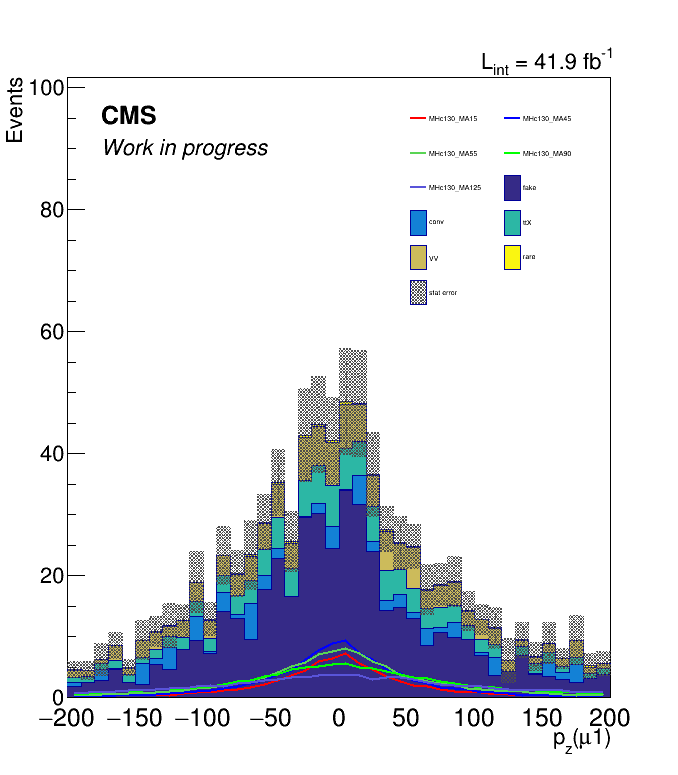 L_int = 41.9 fb^-1
Events
100
80
60
40
20
0
CMS
Work in progress
MHc130_MA15
MHc130_MA45
MHc130_MA55
MHc130_MA90
MHc130_MA125
fake
conv
ttX
VV
rare
stat error
−200 −150 −100 −50 0 50 100 150 200
p_z(μ1)